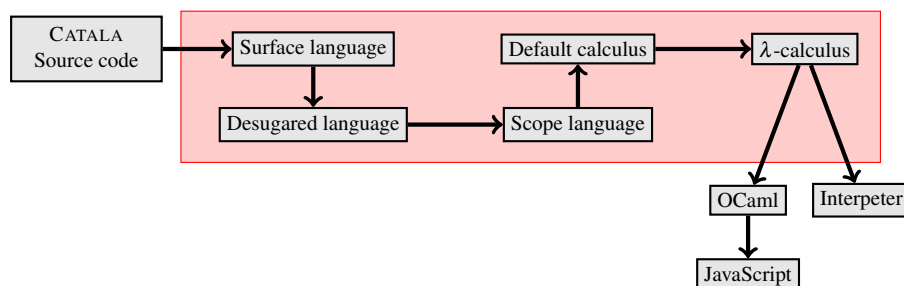 CATALA
Source code
Surface language
Default calculus
λ-calculus
Desugared language
Scope language
OCaml
Interpeter
JavaScript